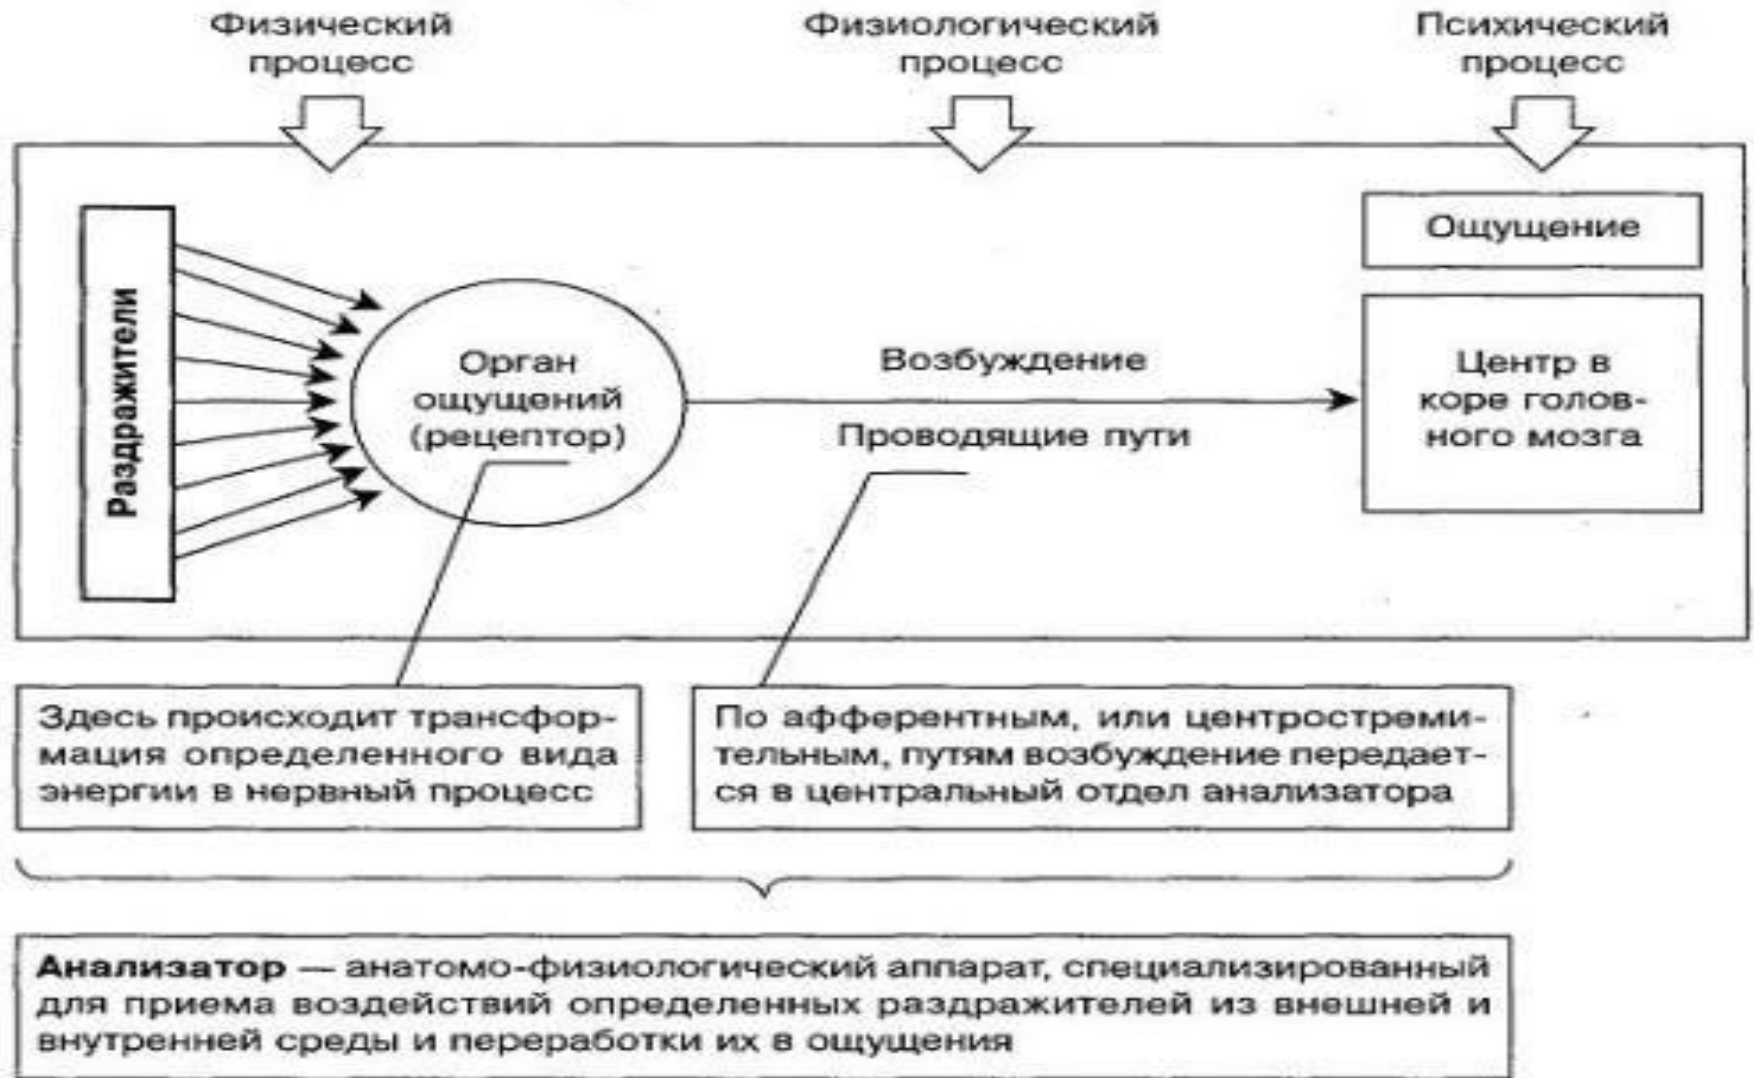 Физический
процесс
Физиологический
процесс
Психический
процесс
Раздражители
Орган
ощущений
(рецептор)
Возбуждение
Проводящие пути
Ощущение
Центр в
коре голов-
ного мозга
Здесь происходит трансфор-
мация определенного вида
энергии в нервный процесс
По афферентным, или центростреми-
тельным, путям возбуждение передает-
ся в центральный отдел анализатора
Анализатор — анатомо-физиологический аппарат, специализированный
для приема воздействий определенных раздражителей из внешней и
внутренней среды и переработки их в ощущения